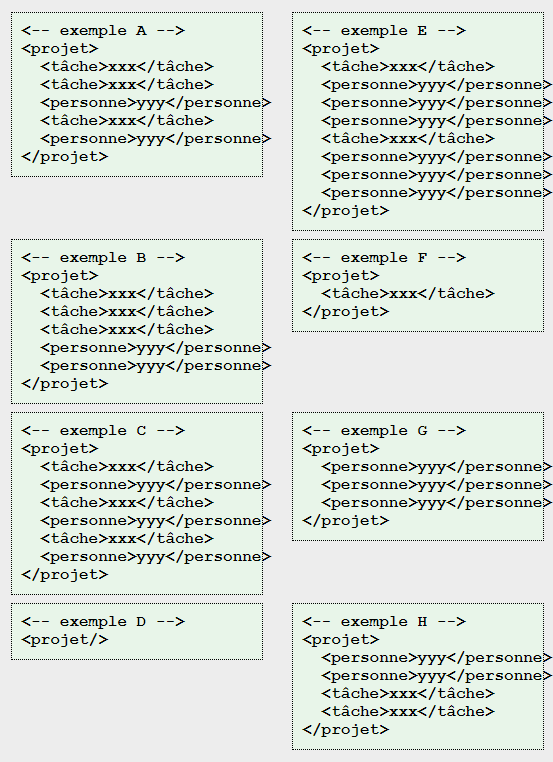 <-- exemple A -->
<projet>
  <tâche>xxx</tâche>
  <tâche>xxx</tâche>
  <personne>yyy</personne>
  <tâche>xxx</tâche>
  <personne>yyy</personne>
</projet>
<-- exemple E -->
<projet>
  <tâche>xxx</tâche>
  <personne>yyy</personne>
  <personne>yyy</personne>
  <personne>yyy</personne>
  <tâche>xxx</tâche>
  <personne>yyy</personne>
  <personne>yyy</personne>
  <personne>yyy</personne>
</projet>
<-- exemple B -->
<projet>
  <tâche>xxx</tâche>
  <tâche>xxx</tâche>
  <tâche>xxx</tâche>
  <personne>yyy</personne>
  <personne>yyy</personne>
</projet>
<-- exemple F -->
<projet>
  <tâche>xxx</tâche>
</projet>
<-- exemple C -->
<projet>
  <tâche>xxx</tâche>
  <personne>yyy</personne>
  <tâche>xxx</tâche>
  <personne>yyy</personne>
  <tâche>xxx</tâche>
  <personne>yyy</personne>
</projet>
<-- exemple G -->
<projet>
  <personne>yyy</personne>
  <personne>yyy</personne>
  <personne>yyy</personne>
</projet>
<-- exemple D -->
<projet/>
<-- exemple H -->
<projet>
  <personne>yyy</personne>
  <personne>yyy</personne>
  <tâche>xxx</tâche>
  <tâche>xxx</tâche>
</projet>